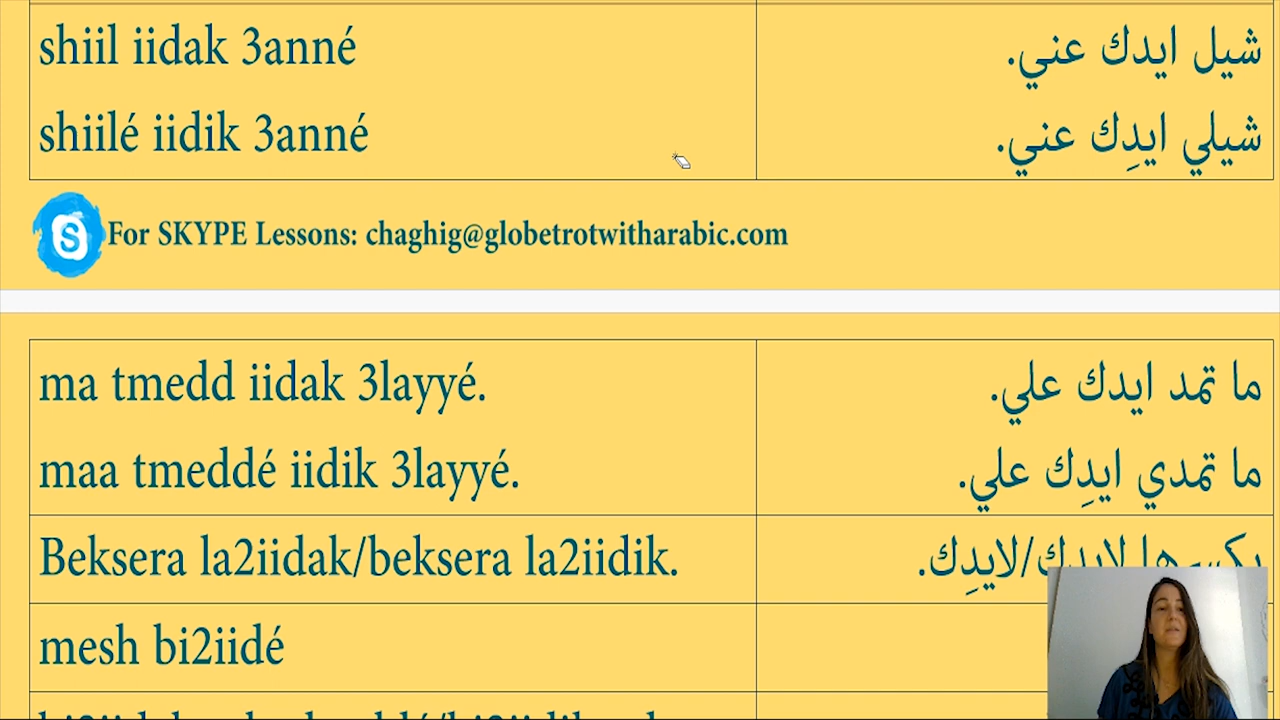 shiil iidak 3anné
شيل ايدك عني.
shiilé iidik 3anné
شيلي ايدِك عني.
For SKYPE Lessons: chaghig@globetrotwitharabic.com
ma tmedd iidak 3layyé.
ما تمد ايدك علي.
maa tmeddé iidik 3layyé.
ما تمدي ايدِك علي.
Beksera la2iidak/beksera la2iidik.
بكسرها لايدك/لايدِك.
mesh bi2iidé